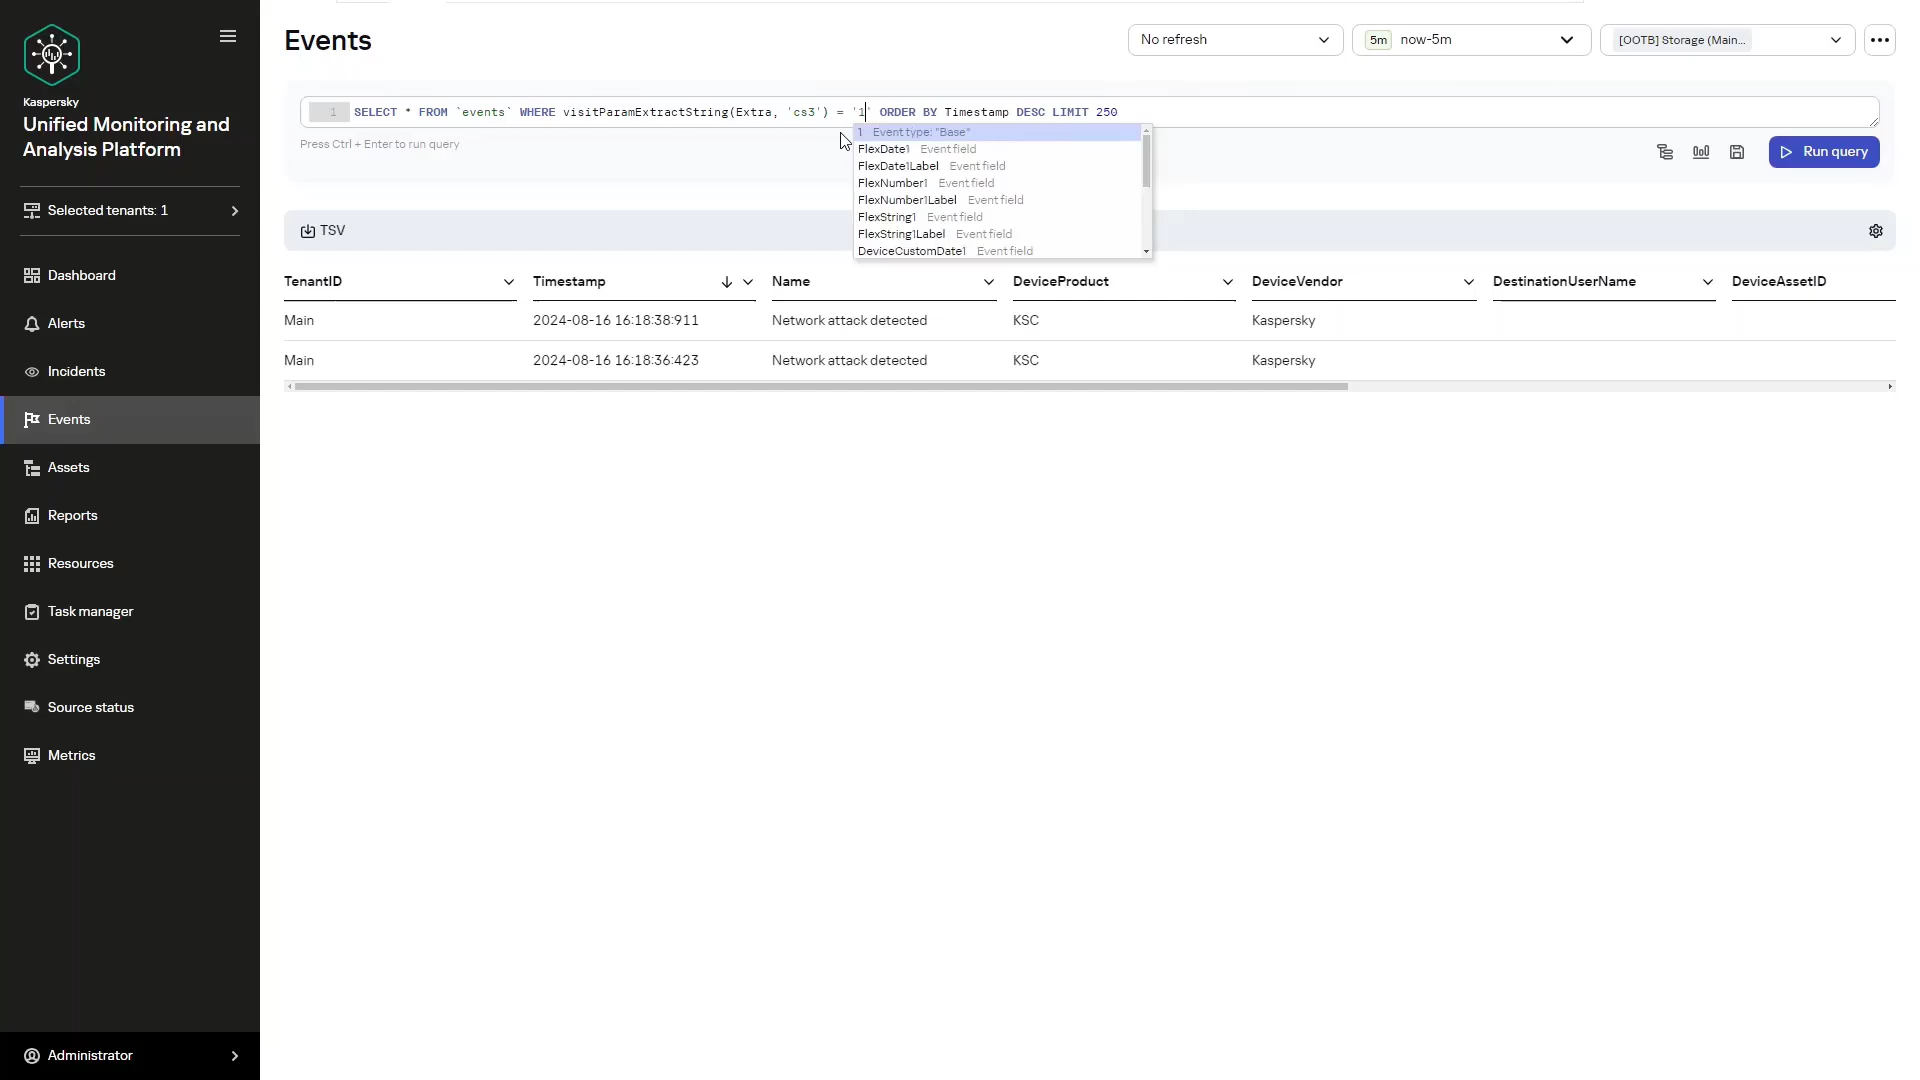 Kaspersky
Unified Monitoring and
Analysis Platform
Selected tenants: 1
Dashboard
Alerts
Incidents
Events
Assets
Reports
Resources
Task manager
Settings
Source status
Metrics
Administrator
Events
No refresh
5m now-5m
[OOTB] Storage (Main...
1 SELECT * FROM `events` WHERE visitParamExtractString(Extra, 'cs3') = '1' ORDER BY Timestamp DESC LIMIT 250
Press Ctrl + Enter to run query
1 Event type: "Base"
FlexDate1 Event field
FlexDate1Label Event field
FlexNumber1 Event field
FlexNumber1Label Event field
FlexString1 Event field
FlexString1Label Event field
DeviceCustomDate1 Event field
Run query
TSV
TenantID Timestamp Name DeviceProduct DeviceVendor DestinationUserName DeviceAssetID
Main 2024-08-16 16:18:38:911 Network attack detected KSC Kaspersky
Main 2024-08-16 16:18:36:423 Network attack detected KSC Kaspersky